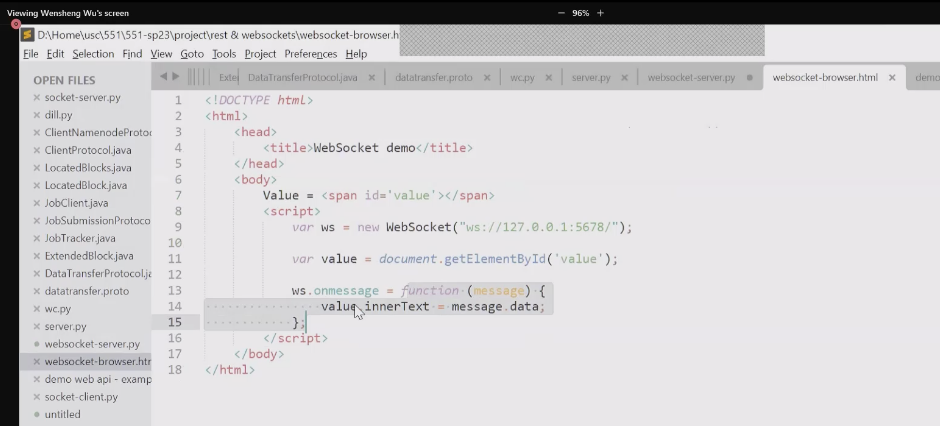 Viewing Wensheng Wu's screen
− 96% +
D:\Home\usc\551\551-sp23\project\rest & websockets\websocket-browser.h
File Edit Selection Find View Goto Tools Project Preferences Help
OPEN FILES
socket-server.py
dill.py
ClientNamenodeProtoc
ClientProtocol.java
LocatedBlocks.java
LocatedBlock.java
JobClient.java
JobSubmissionProtoco
JobTracker.java
ExtendedBlock.java
DataTransferProtocol.ja
datatransfer.proto
wc.py
server.py
websocket-server.py
websocket-browser.htr
demo web api - examp
socket-client.py
untitled
Exter DataTransferProtocol.java × datatransfer.proto × wc.py × server.py × websocket-server.py websocket-browser.html × demo
1 <!DOCTYPE html>
2 <html>
3 <head>
4 <title>WebSocket demo</title>
5 </head>
6 <body>
7 Value = <span id='value'></span>
8 <script>
9 var ws = new WebSocket("ws://127.0.0.1:5678/");
10
11 var value = document.getElementById('value');
12
13 ws.onmessage = function (message) {
14 value.innerText = message.data;
15 };
16 </script>
17 </body>
18 </html>